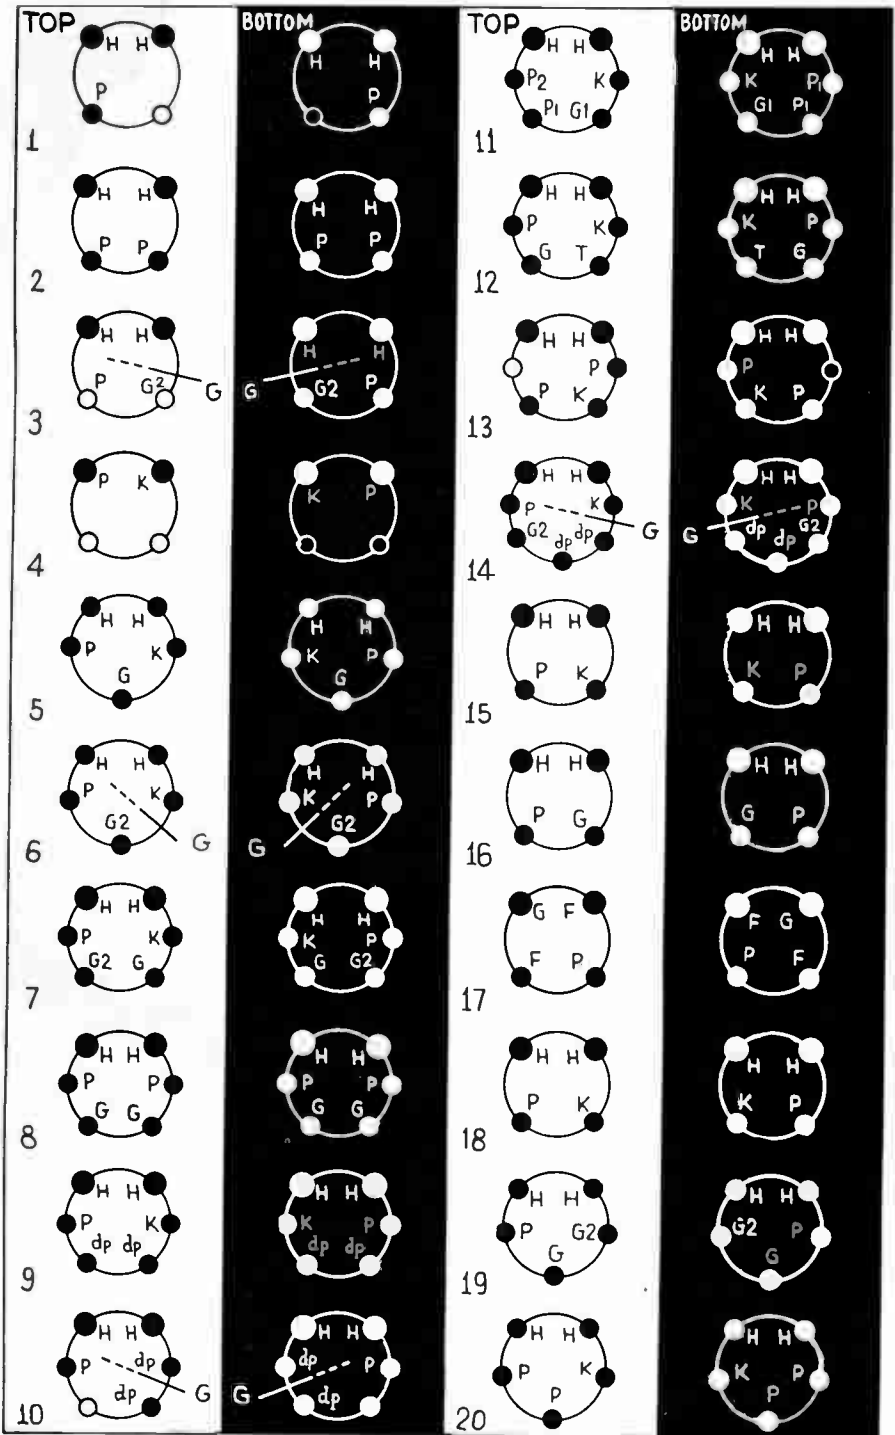 TOP BOTTOM TOP BOTTOM
H H H H
P P
1
H H H H
P P P P
2
H H H H
P G2 G G G2 P
3
P K K P
4
H H H H
P K K P
G G
5
H H H H
P K K P
G2 G G G2
6
H H H H
P K K P
G2 G G G2
7
H H H H
P P P P
G G G G
8
H H H H
P K K P
dp dp dp dp
9
H H H H
P dp dp P
dp G G dp
10
H H H H
P2 K K P1
P1 G1 G1 P1
11
H H H H
P K K P
G T T G
12
H H H H
P P
P K K P
13
H H H H
P K K P
G2 dp dp G G dp dp G2
14
H H H H
P K K P
15
H H H H
P G G P
16
G F F G
F P P F
17
H H H H
P K K P
18
H H H H
P G2 G2 P
G G
19
H H H H
P K K P
P P
20